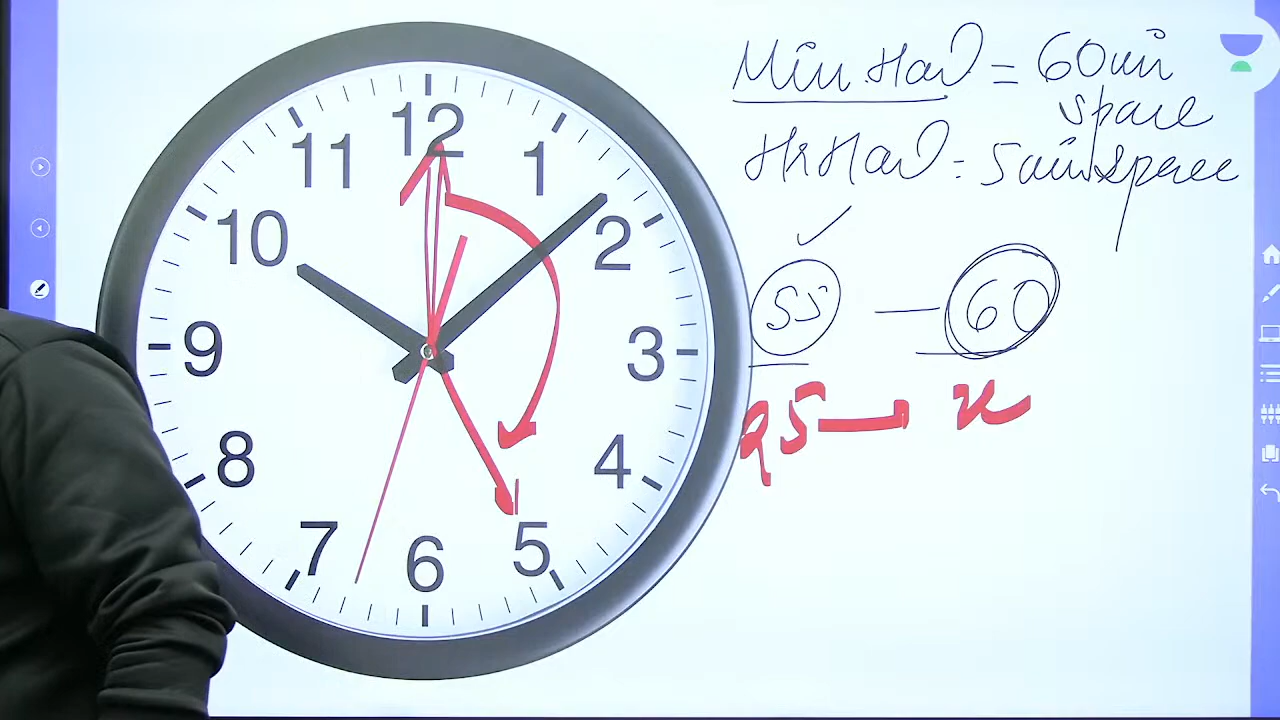 Min Hand = 60 min
space
Hr Hand = 5 min space
55 — 60
25 — x
12
11
1
10
2
9
3
8
4
7
5
6